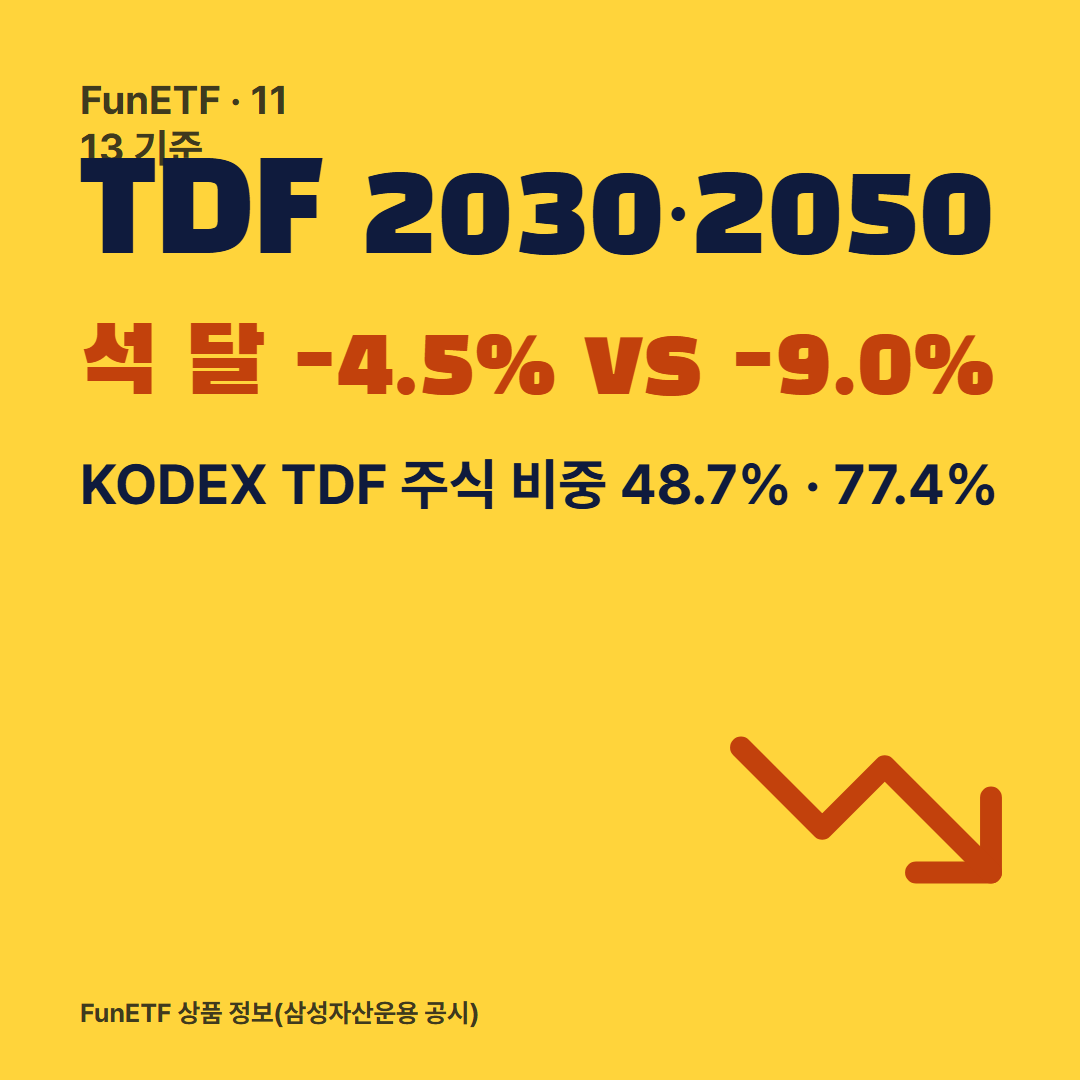 FunETF · 11
13 기준
TDF 2030·2050
석 달 -4.5% vs -9.0%
KODEX TDF 주식 비중 48.7% · 77.4%
FunETF 상품 정보(삼성자산운용 공시)